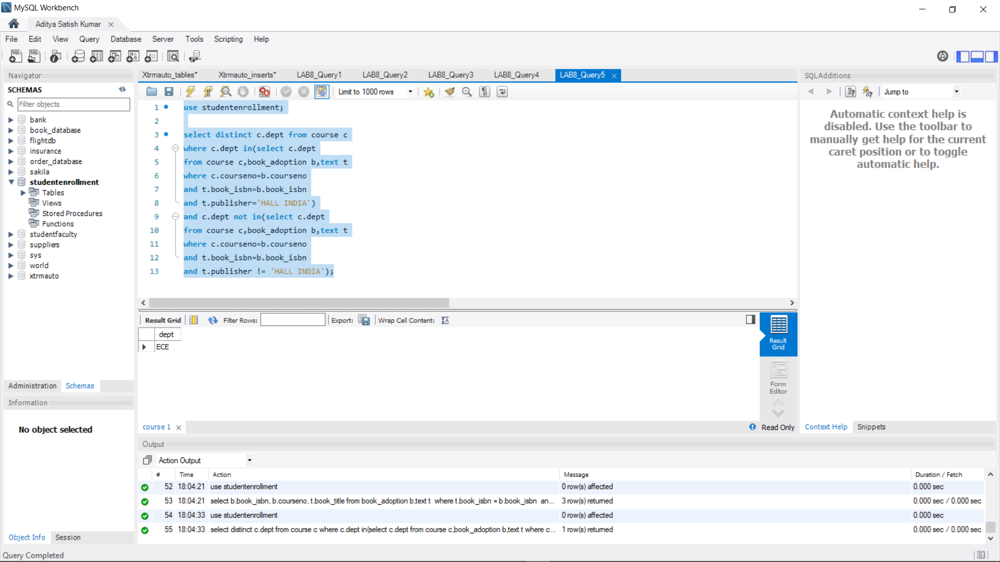 MySQL Workbench
Aditya Satish Kumar
File Edit View Query Database Server Tools Scripting Help
Navigator
SCHEMAS
Filter objects
bank
book_database
flightdb
insurance
order_database
sakila
studentenrollment
Tables
Views
Stored Procedures
Functions
studentfaculty
suppliers
sys
world
xtrmauto
Administration Schemas
Information
No object selected
Object Info Session
Xtrmauto_tables* Xtrmauto_inserts* LAB8_Query1 LAB8_Query2 LAB8_Query3 LAB8_Query4 LAB8_Query5
Limit to 1000 rows
1 use studentenrollment;
2
3 select distinct c.dept from course c
4 where c.dept in(select c.dept
5 from course c,book_adoption b,text t
6 where c.courseno=b.courseno
7 and t.book_isbn=b.book_isbn
8 and t.publisher='HALL INDIA')
9 and c.dept not in(select c.dept
10 from course c,book_adoption b,text t
11 where c.courseno=b.courseno
12 and t.book_isbn=b.book_isbn
13 and t.publisher != 'HALL INDIA');
Result Grid Filter Rows: Export: Wrap Cell Content:
dept
ECE
Result Grid
Form Editor
course 1
Read Only
SQLAdditions
Jump to
Automatic context help is
disabled. Use the toolbar to
manually get help for the current
caret position or to toggle
automatic help.
Context Help Snippets
Output
Action Output
# Time Action Message Duration / Fetch
52 18:04:21 use studentenrollment 0 row(s) affected 0.000 sec
53 18:04:21 select b.book_isbn, b.courseno, t.book_title from book_adoption b,text t where t.book_isbn = b.book_isbn an... 3 row(s) returned 0.000 sec / 0.000 sec
54 18:04:33 use studentenrollment 0 row(s) affected 0.000 sec
55 18:04:33 select distinct c.dept from course c where c.dept in(select c.dept from course c,book_adoption b,text t where c... 1 row(s) returned 0.000 sec / 0.000 sec
Query Completed